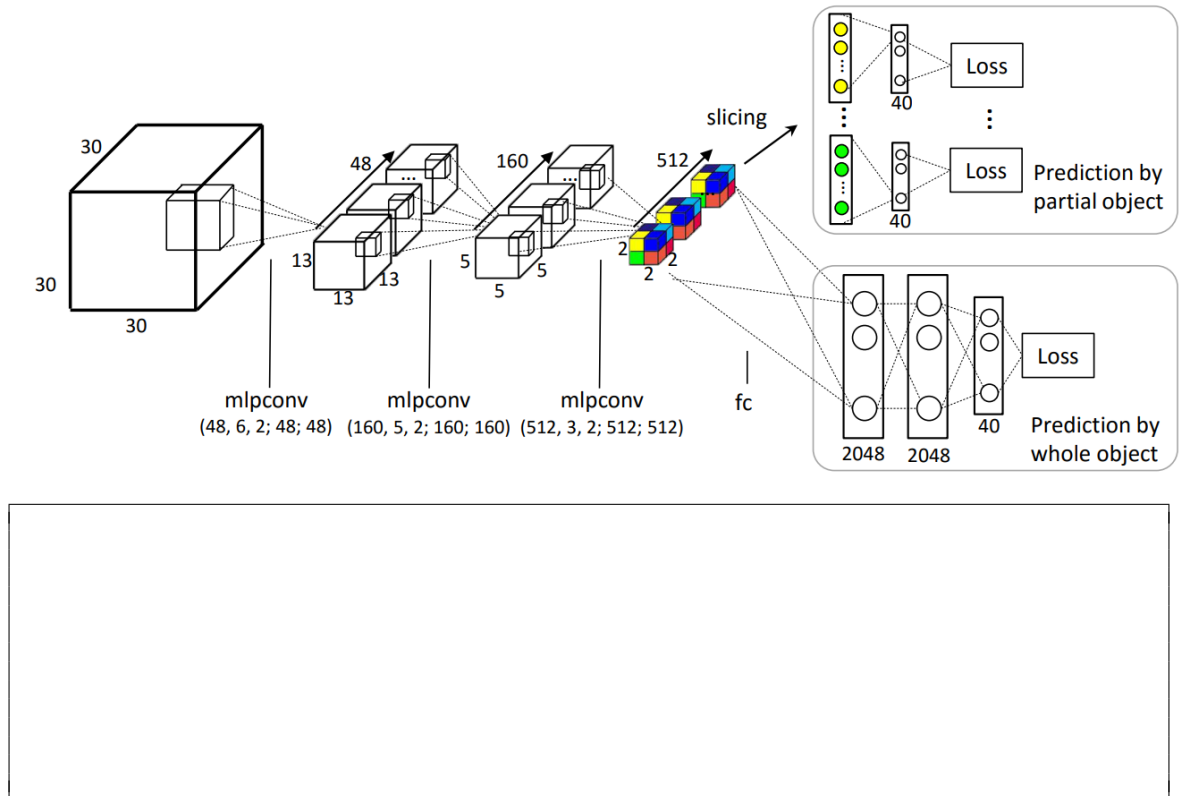 30
30
30
48
13
13
13
mlpconv
(48, 6, 2; 48; 48)
160
5
5
5
mlpconv
(160, 5, 2; 160; 160)
512
2
2
2
mlpconv
(512, 3, 2; 512; 512)
slicing
fc
40
Loss
40
Loss
Prediction by
partial object
2048
2048
40
Loss
Prediction by
whole object